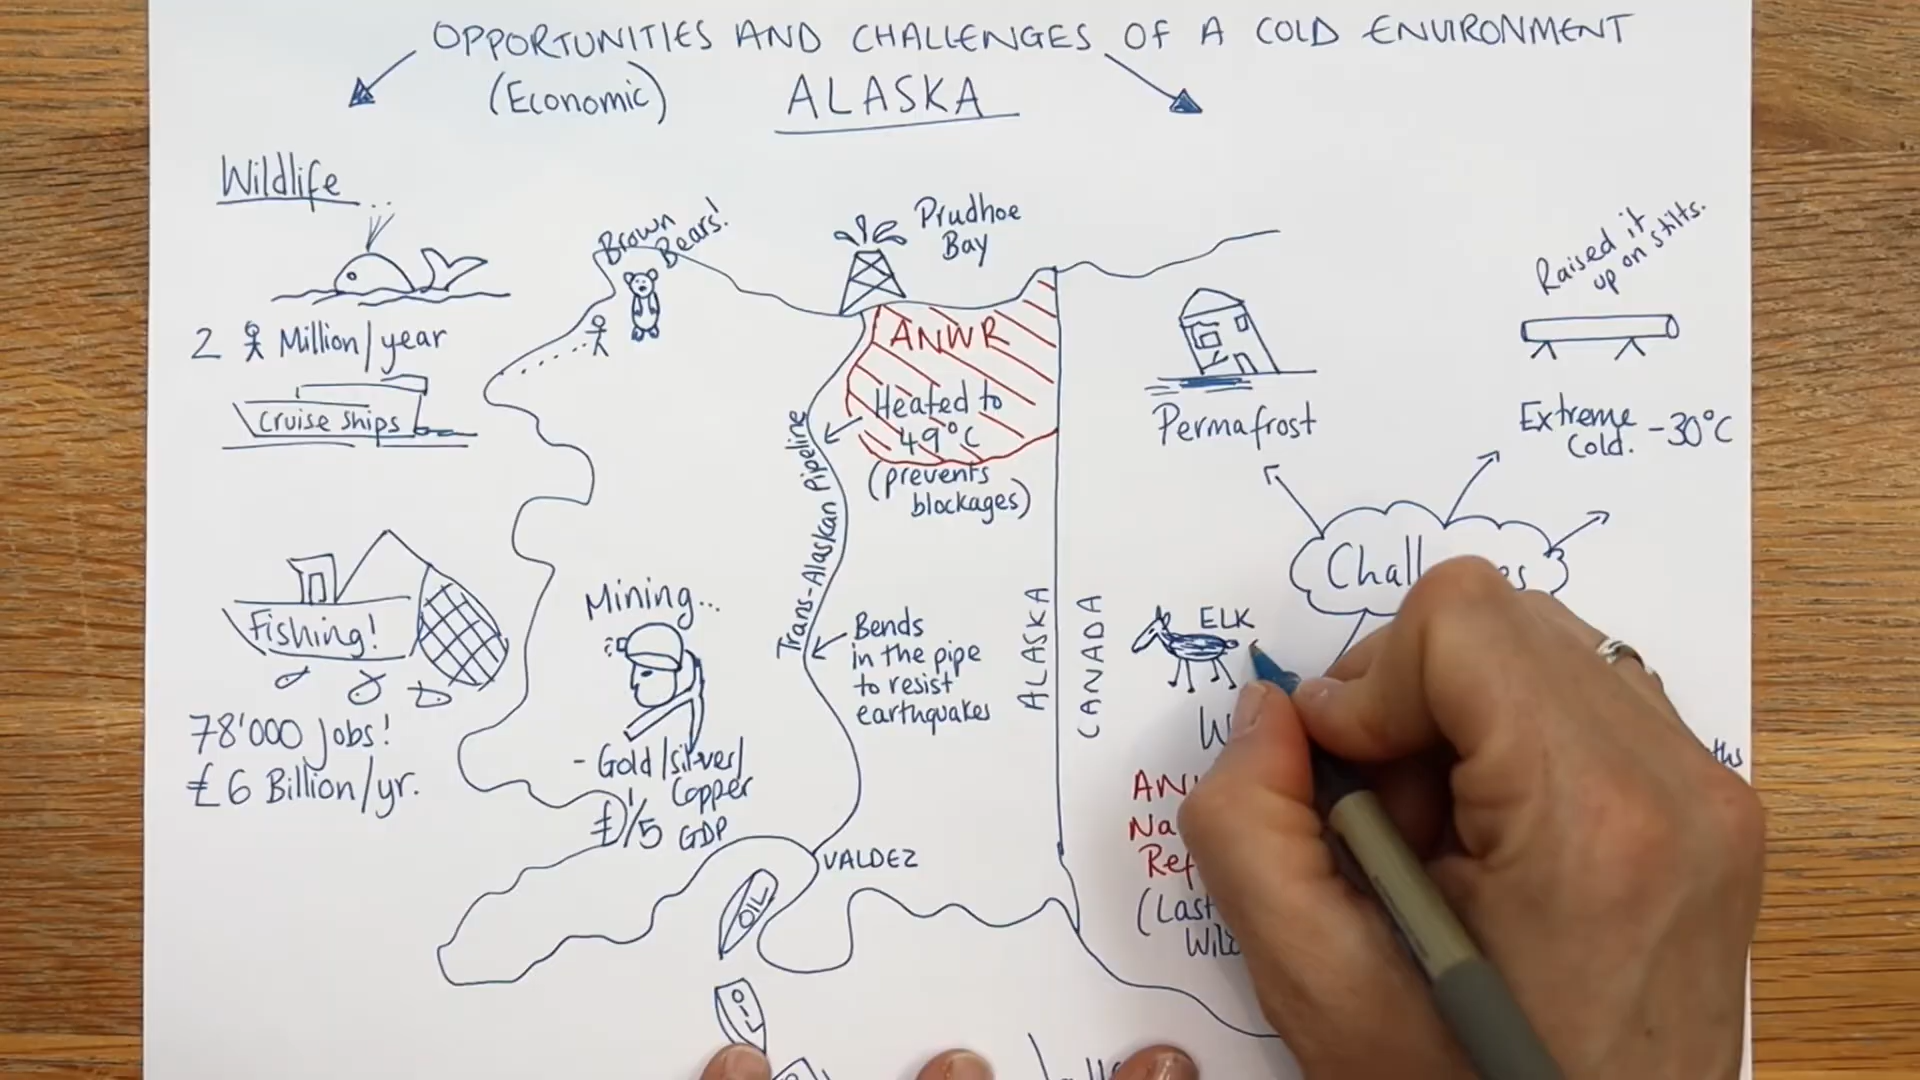 OPPORTUNITIES AND CHALLENGES OF A COLD ENVIRONMENT
(Economic)
ALASKA
Wildlife
2 Million/year
Cruise ships
Fishing!
78'000 Jobs!
£6 Billion/yr.
Brown
Bears!
Mining...
- Gold/silver/
Copper
£1/5 GDP
Prudhoe
Bay
ANWR
Heated to
49°C
(prevents
blockages)
Trans-Alaskan Pipeline
Bends
in the pipe
to resist
earthquakes
VALDEZ
OIL
OIL
ALASKA
CANADA
Permafrost
Raised it
up on stilts.
Extreme
Cold. -30°C
ELK
(Last